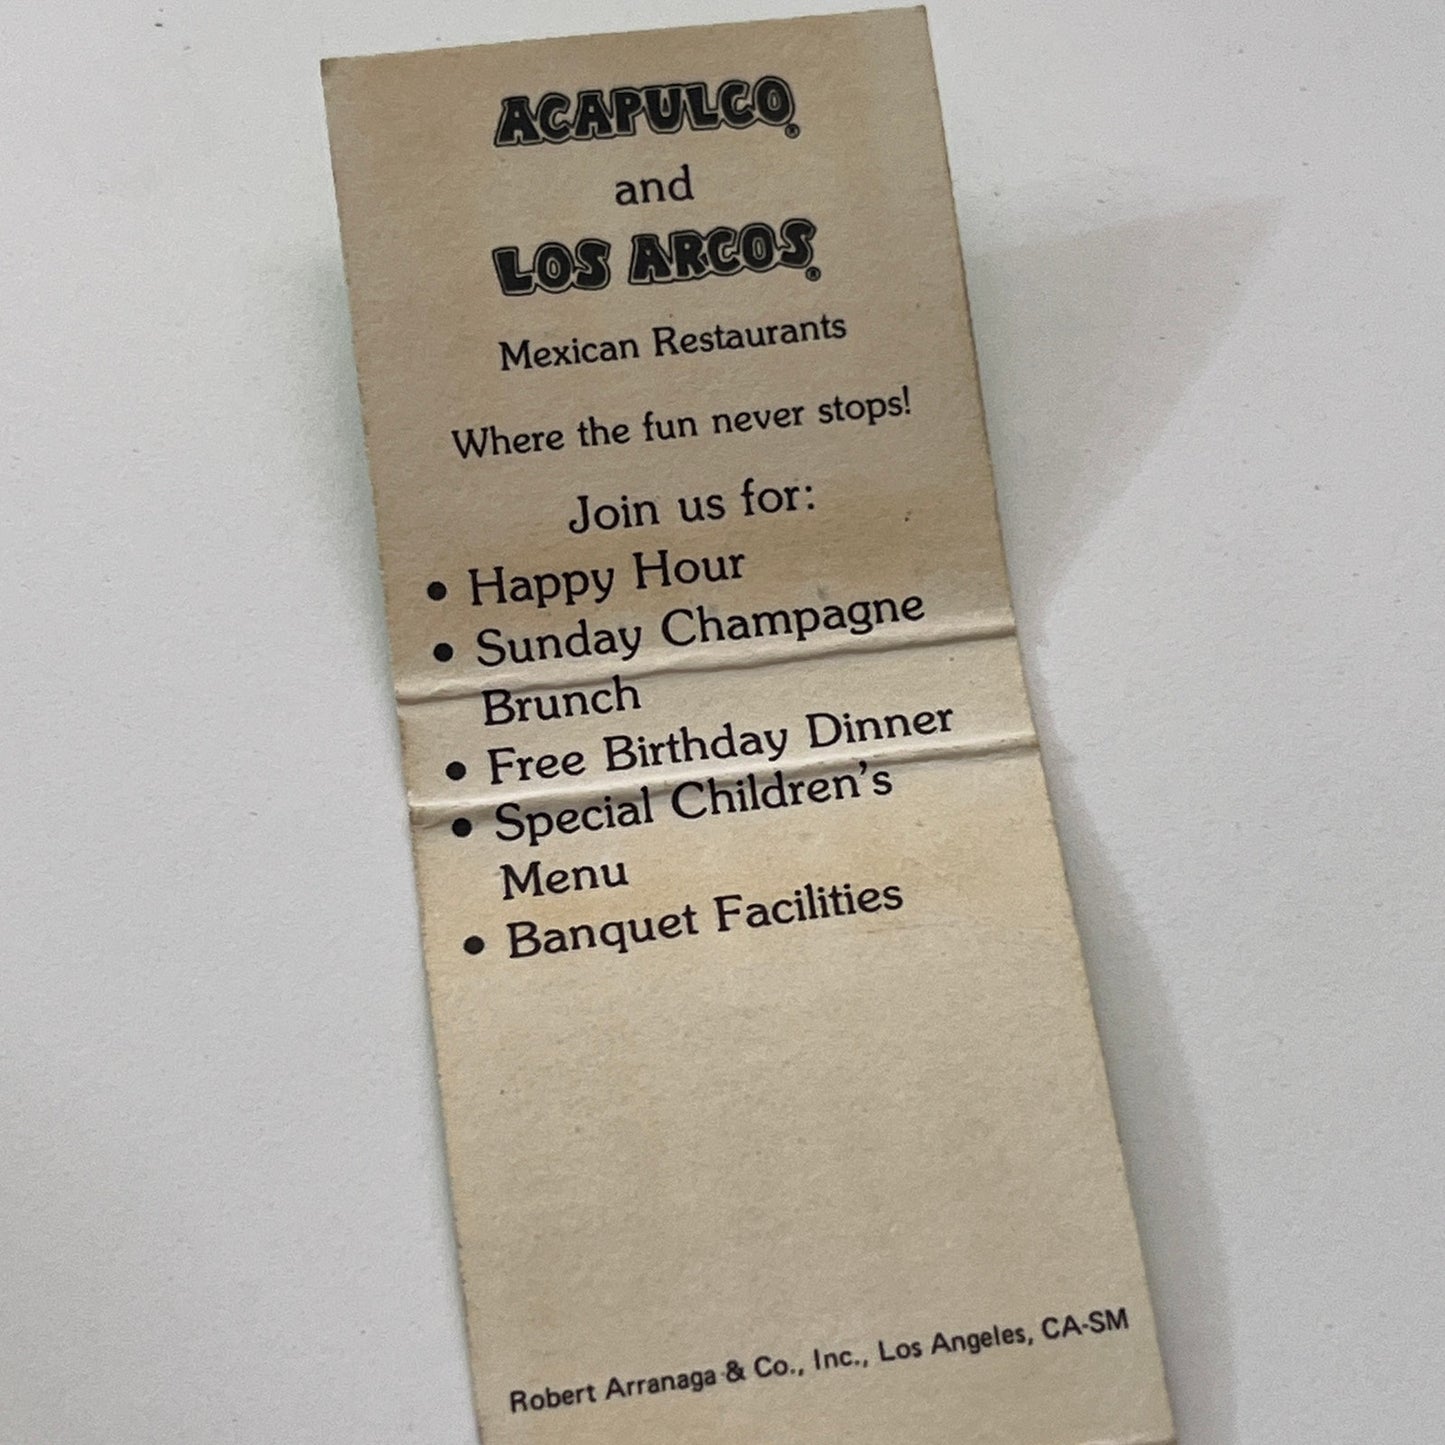 ACAPULCO®
and
LOS ARCOS®
Mexican Restaurants
Where the fun never stops!
Join us for:
• Happy Hour
• Sunday Champagne
Brunch
• Free Birthday Dinner
• Special Children's
Menu
• Banquet Facilities
Robert Arranaga & Co., Inc., Los Angeles, CA-SM